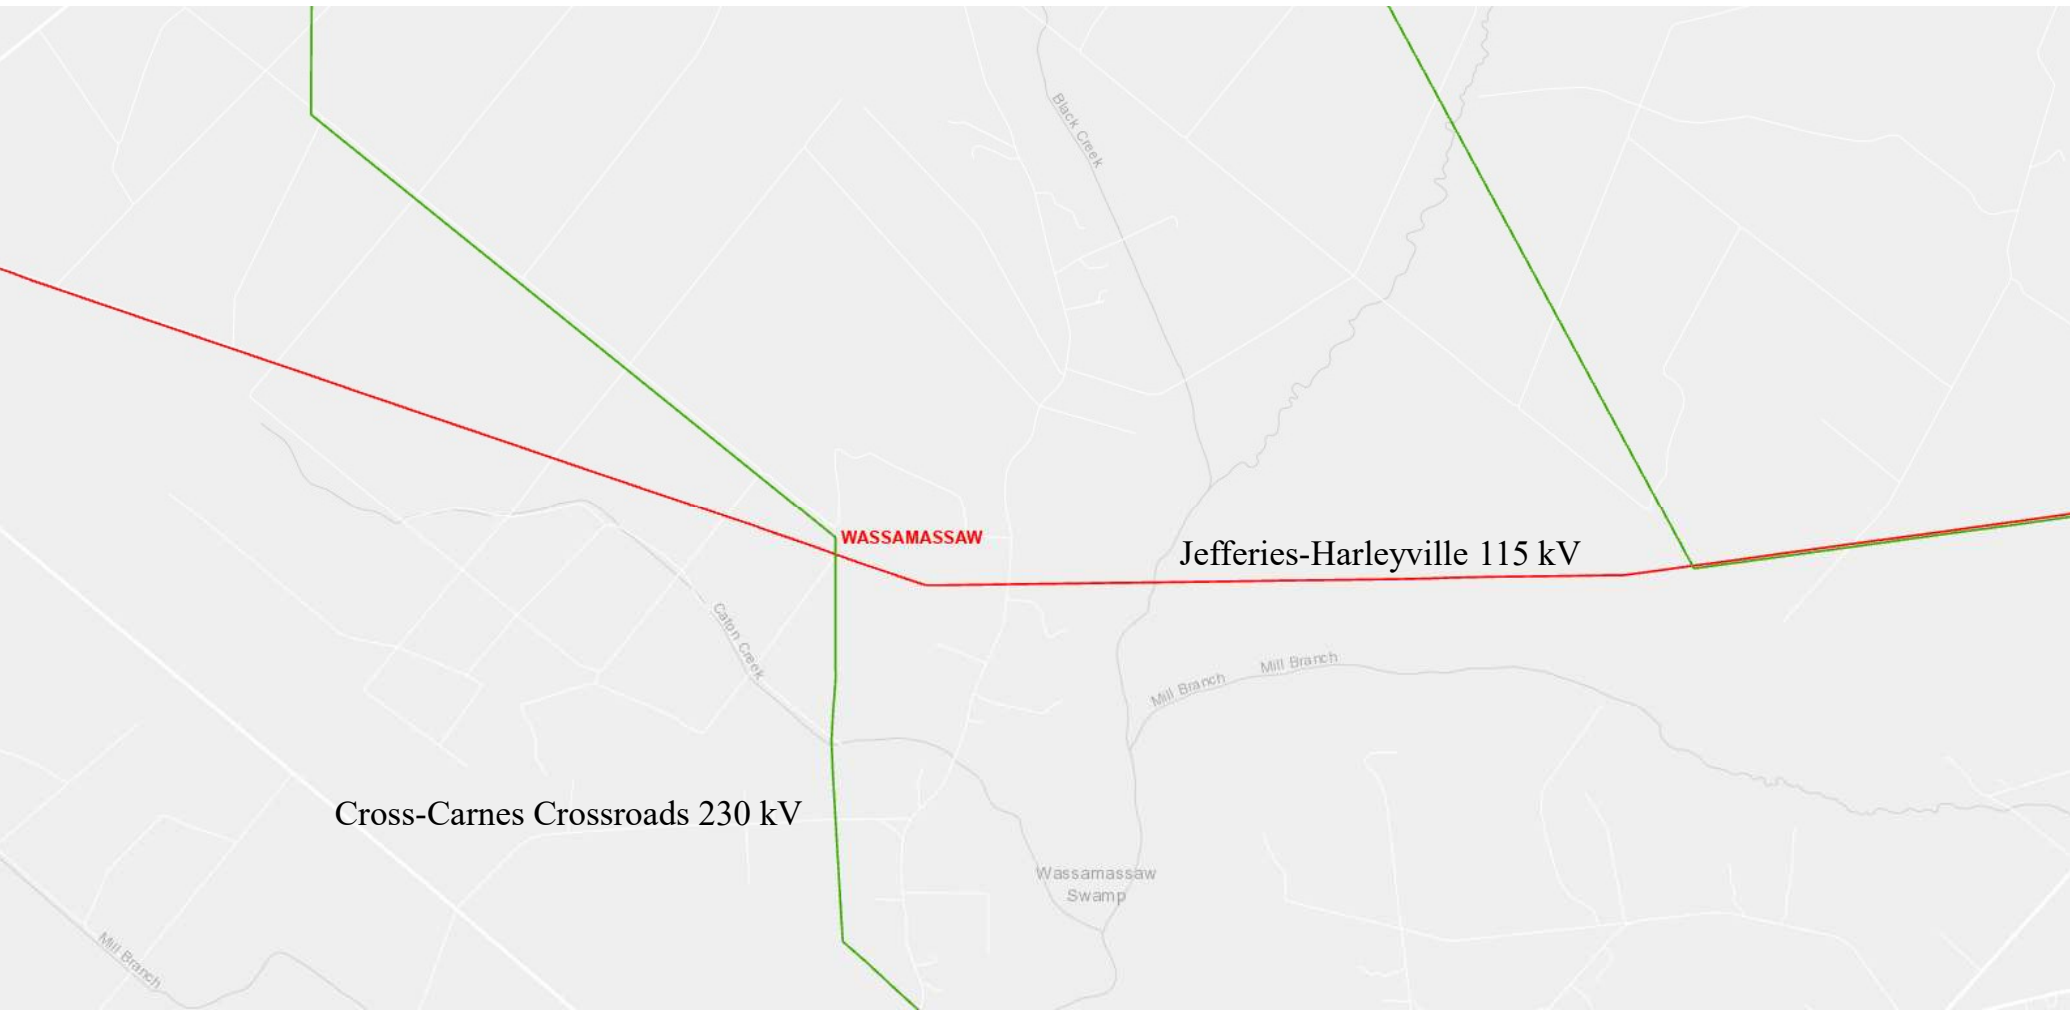 Black Creek
WASSAMASSAW
Jefferies-Harleyville 115 kV
Caton Creek
Mill Branch
Mill Branch
Cross-Carnes Crossroads 230 kV
Wassamassaw
Swamp
Mill Branch